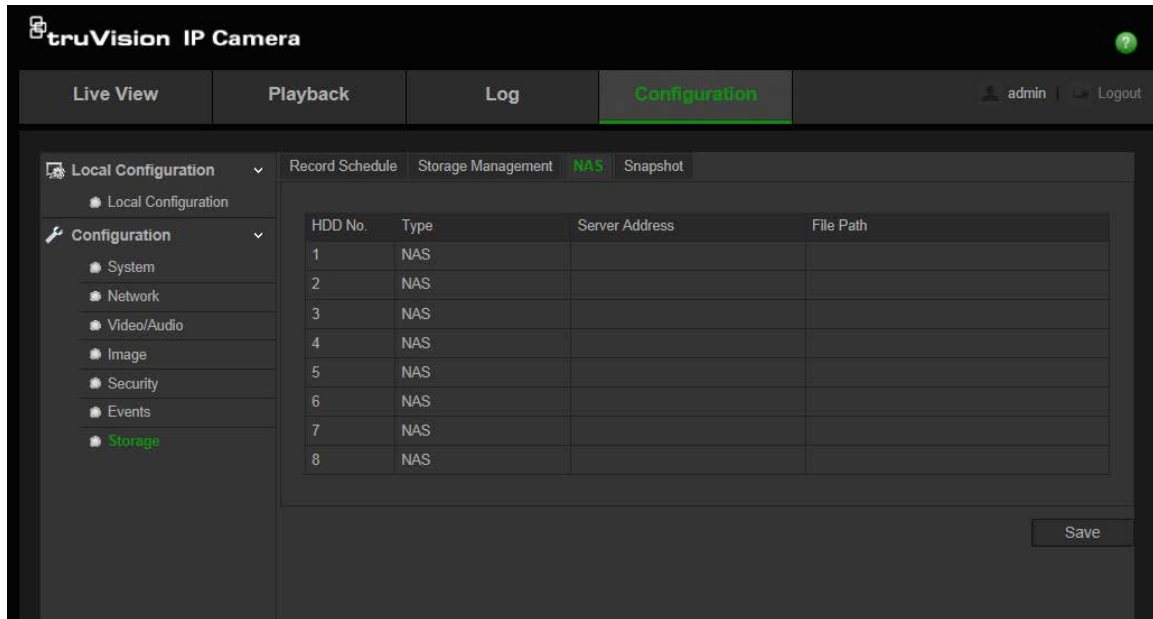 truVision IP Camera
?
Live View Playback Log Configuration admin | Logout
Local Configuration
Local Configuration
Configuration
System
Network
Video/Audio
Image
Security
Events
Storage
Record Schedule Storage Management NAS Snapshot
HDD No. Type Server Address File Path
1 NAS
2 NAS
3 NAS
4 NAS
5 NAS
6 NAS
7 NAS
8 NAS
Save